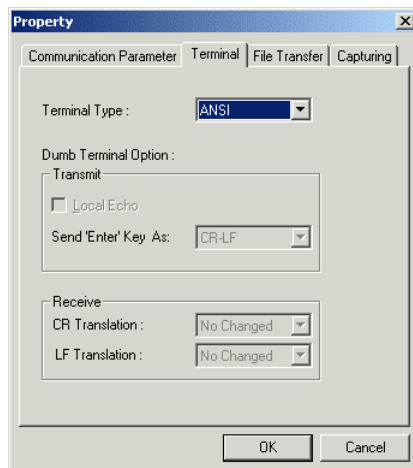 Property
Communication Parameter Terminal File Transfer Capturing
Terminal Type : ANSI
Dumb Terminal Option :
Transmit
Local Echo
Send 'Enter' Key As: CR-LF
Receive
CR Translation : No Changed
LF Translation : No Changed
OK Cancel